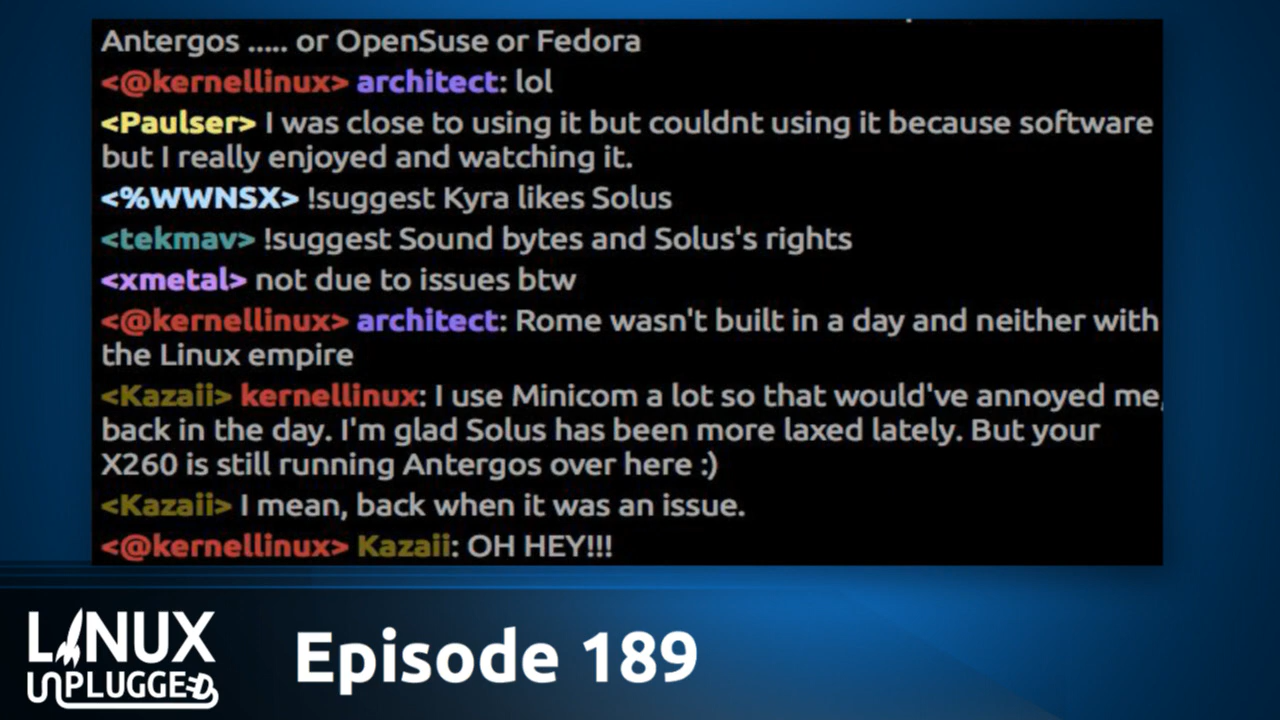 Antergos ..... or OpenSuse or Fedora
<@kernellinux> architect: lol
<Paulser> I was close to using it but couldnt using it because software
but I really enjoyed and watching it.
<%WWNSX> !suggest Kyra likes Solus
<tekmav> !suggest Sound bytes and Solus's rights
<xmetal> not due to issues btw
<@kernellinux> architect: Rome wasn't built in a day and neither with
the Linux empire
<Kazaii> kernellinux: I use Minicom a lot so that would've annoyed me,
back in the day. I'm glad Solus has been more laxed lately. But your
X260 is still running Antergos over here :)
<Kazaii> I mean, back when it was an issue.
<@kernellinux> Kazaii: OH HEY!!!
LINUX
UNPLUGGED
Episode 189